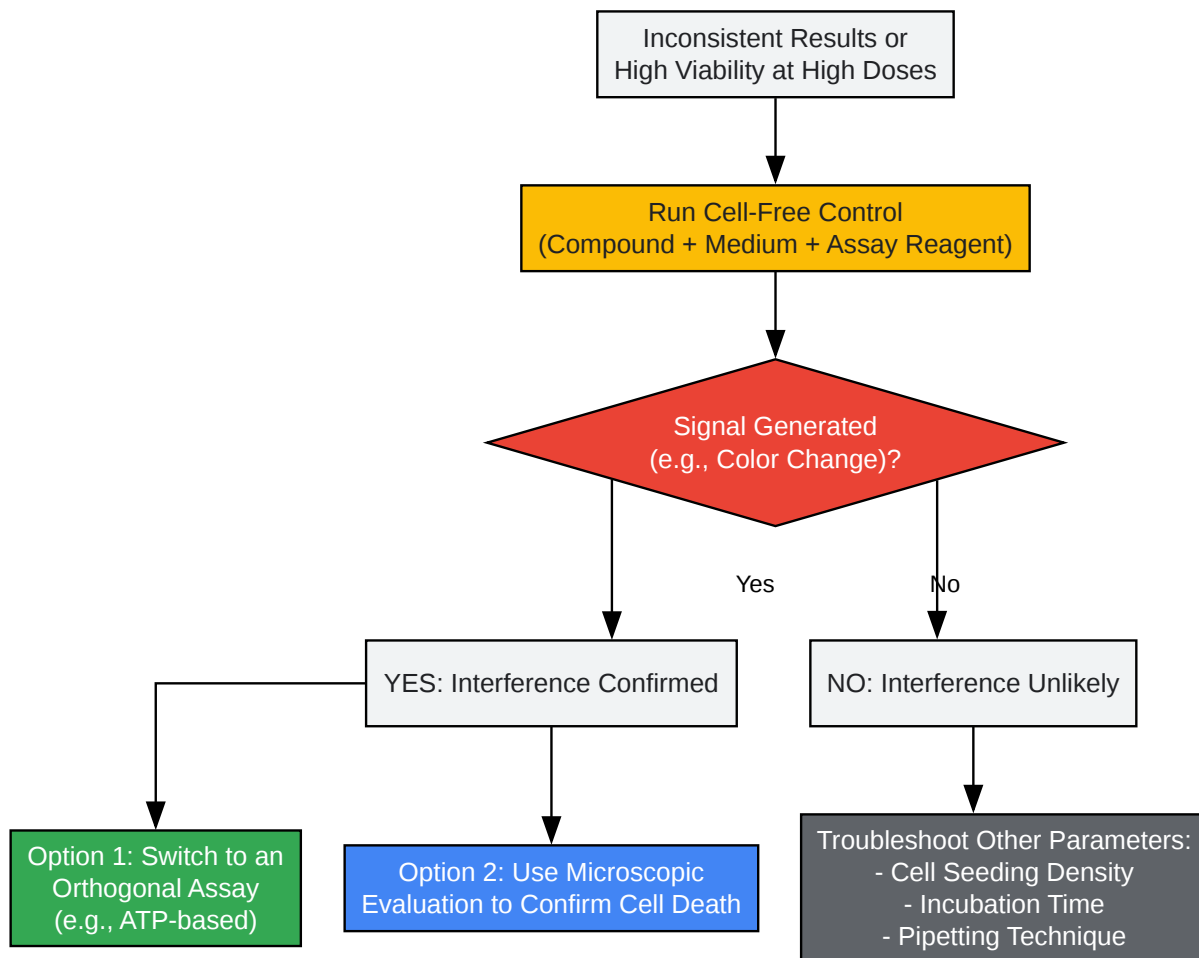 Inconsistent Results or
High Viability at High Doses
Run Cell-Free Control
(Compound + Medium + Assay Reagent)
Signal Generated
(e.g., Color Change)?
Yes
No
YES: Interference Confirmed
NO: Interference Unlikely
Option 1: Switch to an
Orthogonal Assay
(e.g., ATP-based)
Option 2: Use Microscopic
Evaluation to Confirm Cell Death
Troubleshoot Other Parameters:
- Cell Seeding Density
- Incubation Time
- Pipetting Technique